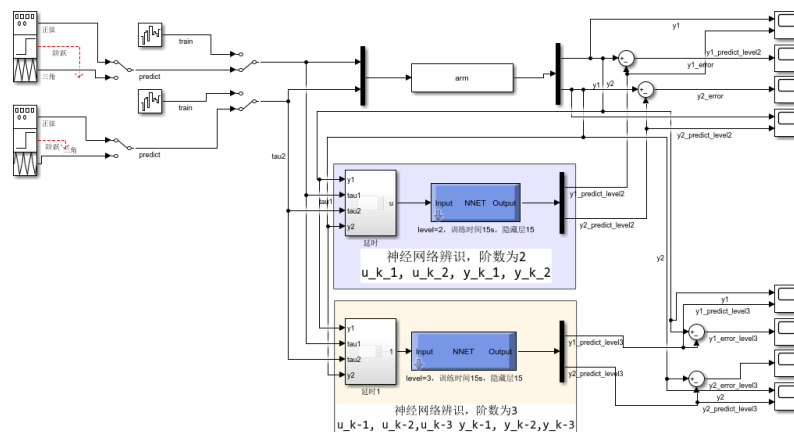 正弦
阶跃
三角
train
predict
正弦
阶跃
三角
train
predict
tau2
arm
y1
y1_predict_level2
y1_error
y1
y2
y2_error
y2_predict_level2
y1
tau1
tau2
y2
u
延时
tau1
Input NNET Output
level=2，训练时间15s，隐藏层15
y1_predict_level2
y2_predict_level2
神经网络辨识，阶数为2
u_k_1, u_k_2, y_k_1, y_k_2
y2
y1
tau1
tau2
y2
1
延时1
Input NNET Output
level=3，训练时间15s，隐藏层15
y1_predict_level3
y2_predict_level3
神经网络辨识，阶数为3
u_k-1, u_k-2,u_k-3 y_k-1, y_k-2,y_k-3
y1
y1_predict_level3
y1_error_level3
y2_error_level3
y2
y2_predict_level3